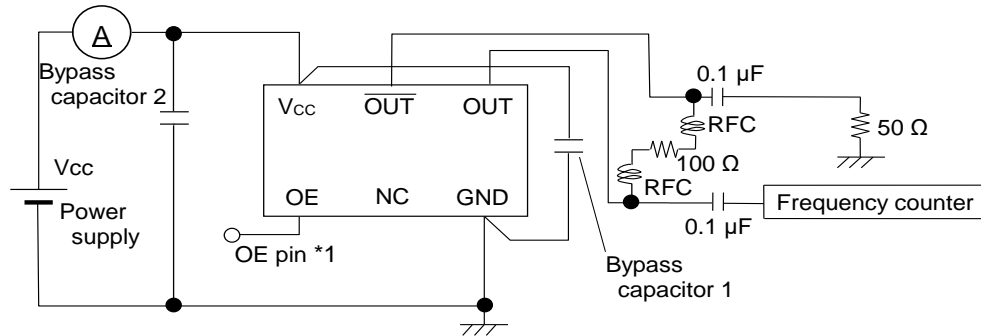 A
Bypass
capacitor 2
Vcc
Power
supply
VCC
OUT
OUT
OE
NC
GND
OE pin *1
0.1 µF
RFC
50 Ω
100 Ω
RFC
Frequency counter
0.1 µF
Bypass
capacitor 1